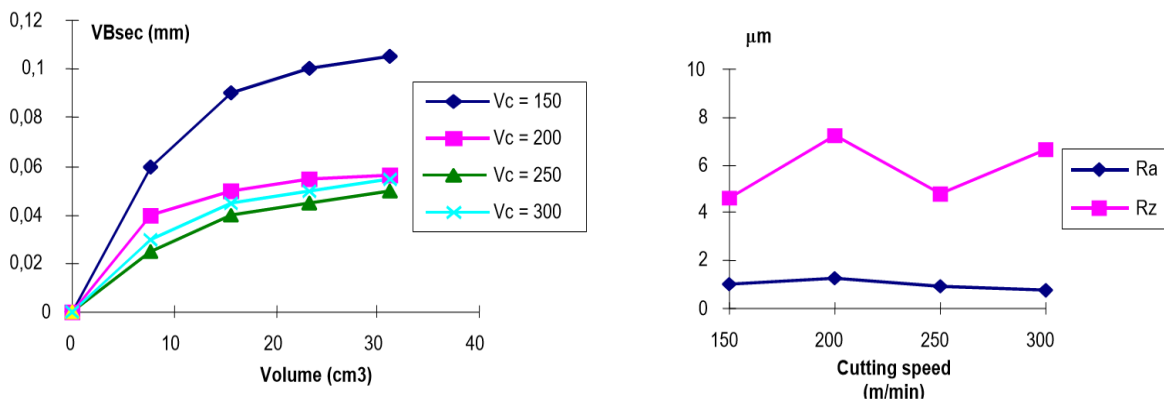 VBsec (mm)
0,12
0,1
0,08
0,06
0,04
0,02
0
0 10 20 30 40
Volume (cm3)
Vc = 150
Vc = 200
Vc = 250
Vc = 300
μm
10
8
6
4
2
0
150 200 250 300
Cutting speed
(m/min)
Ra
Rz